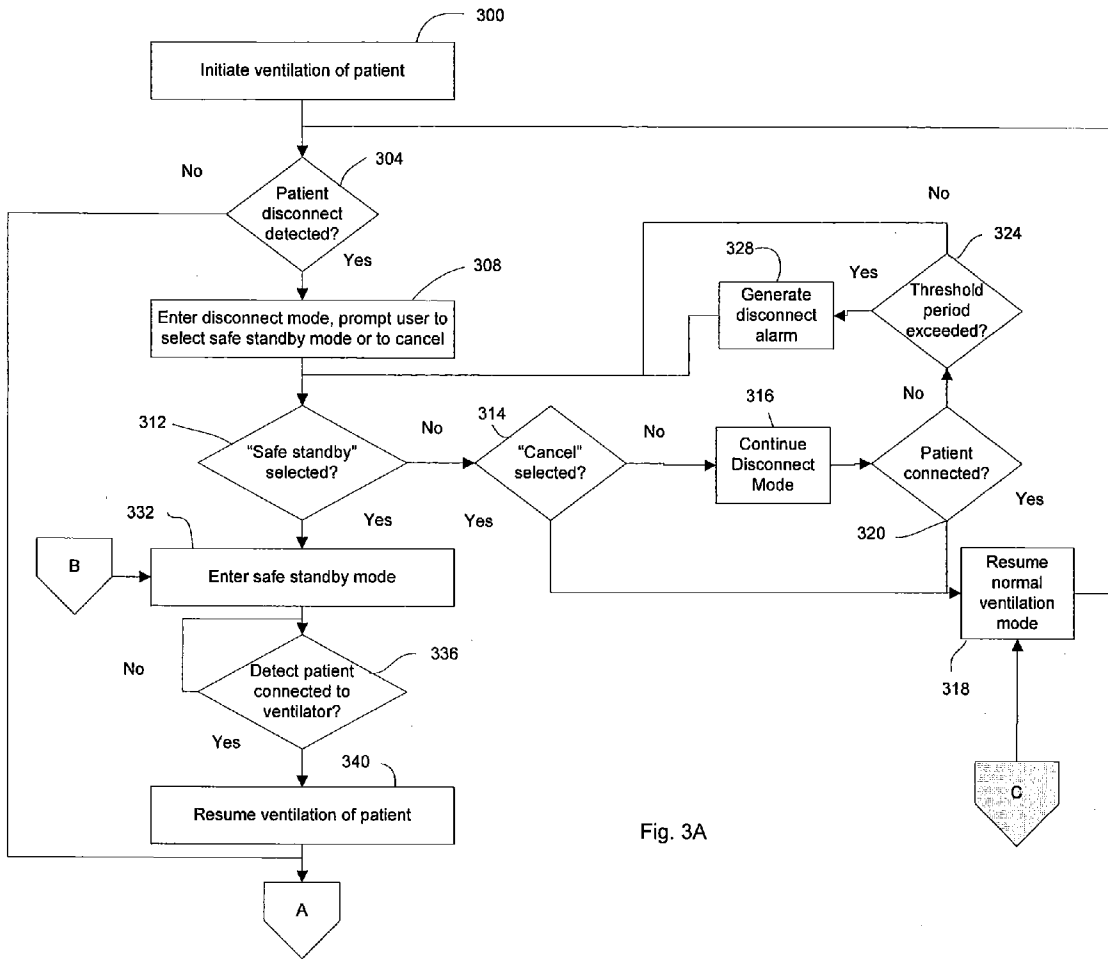 300
Initiate ventilation of patient
304
No
Patient
disconnect
detected?
Yes
308
Enter disconnect mode, prompt user to
select safe standby mode or to cancel
No
324
328
Yes
Threshold
period
exceeded?
Generate
disconnect
alarm
No
312
"Safe standby"
selected?
No
314
"Cancel"
selected?
No
316
Continue
Disconnect
Mode
Patient
connected?
Yes
320
Yes
Yes
332
B
Enter safe standby mode
Resume
normal
ventilation
mode
318
No
Detect patient
connected to
ventilator?
336
Yes
340
Resume ventilation of patient
C
Fig. 3A
A